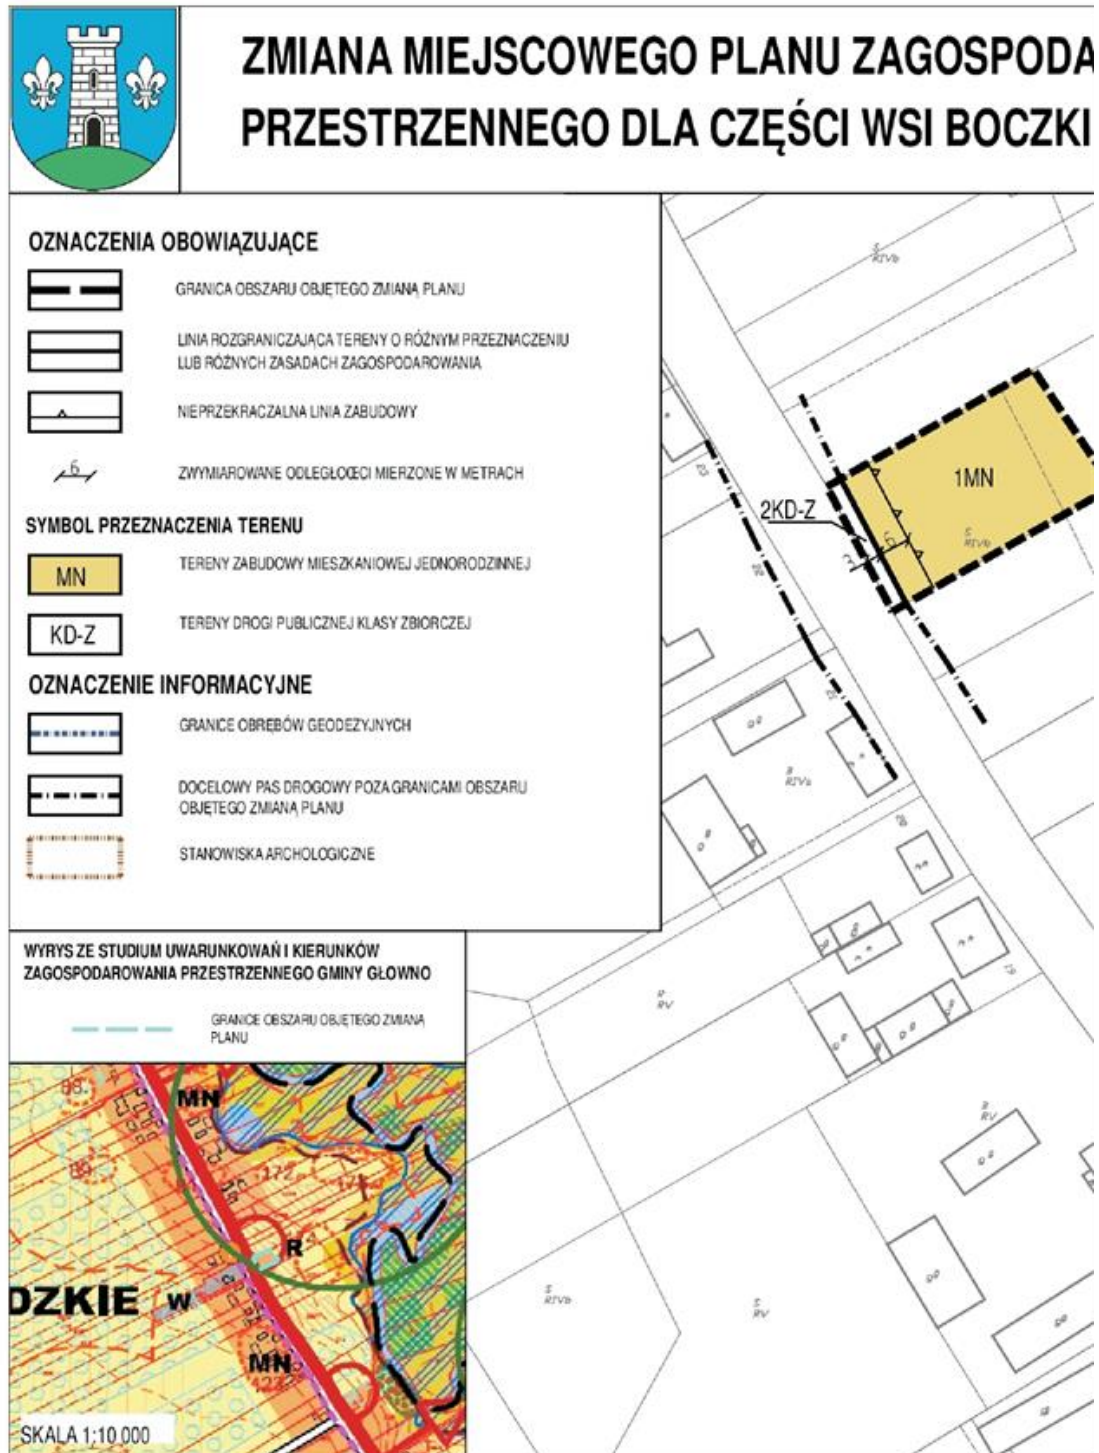 ZMIANA MIEJSCOWEGO PLANU ZAGOSPODA
PRZESTRZENNEGO DLA CZĘŚCI WSI BOCZKI
OZNACZENIA OBOWIĄZUJĄCE
GRANICA OBSZARU OBJĘTEGO ZMIANĄ PLANU
LINIA ROZGRANICZAJĄCA TERENY O RÓŻNYM PRZEZNACZENIU
LUB RÓŻNYCH ZASADACH ZAGOSPODAROWANIA
NIEPRZEKRACZALNA LINIA ZABUDOWY
6
ZWYMIAROWANE ODLEGŁOŒCI MIERZONE W METRACH
SYMBOL PRZEZNACZENIA TERENU
MN
TERENY ZABUDOWY MIESZKANIOWEJ JEDNORODZINNEJ
KD-Z
TERENY DROGI PUBLICZNEJ KLASY ZBIORCZEJ
OZNACZENIE INFORMACYJNE
GRANICE OBRĘBÓW GEODEZYJNYCH
DOCELOWY PAS DROGOWY POZA GRANICAMI OBSZARU
OBJĘTEGO ZMIANĄ PLANU
STANOWISKA ARCHOLOGICZNE
WYRYS ZE STUDIUM UWARUNKOWAŃ I KIERUNKÓW
ZAGOSPODAROWANIA PRZESTRZENNEGO GMINY GŁOWNO
GRANICE OBSZARU OBJĘTEGO ZMIANĄ
PLANU
1MN
2KD-Z
MN
R
DZKIE
W
MN
SKALA 1:10 000